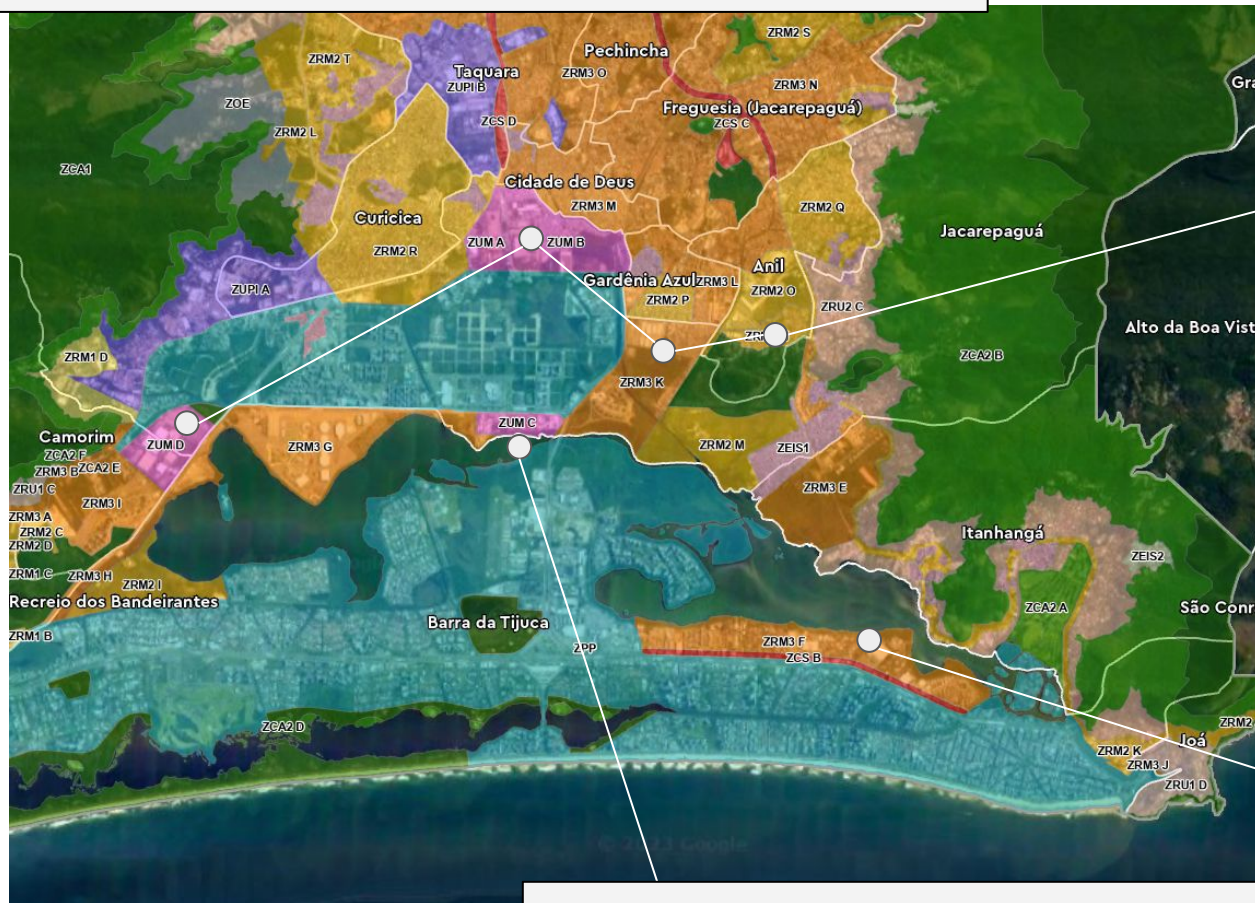 ZRM2 S
Pechincha
ZRM2 T
Taquara
ZRM3 O
ZUPI B
ZRM3 N
Gra
ZOE
Freguesia (Jacarepaguá)
ZCS D
ZCS C
ZRM2 L
ZCA1
Cidade de Deus
ZRM3 M
ZRM2 Q
Curicica
Jacarepaguá
ZUM A
ZUM B
ZRM2 R
Anil
Gardênia Azul
ZRM3 L
ZUPI A
ZRM2 O
ZRM2 P
ZRU2 C
Alto da Boa Vist
ZRM1 D
ZCA2 B
ZRM3 K
ZUM C
Camorim
ZUM D
ZRM3 G
ZRM2 M
ZEIS1
ZCA2 F
ZRM3 B
ZCA2 E
ZRU1 C
ZRM3 E
ZRM3 I
ZRM3 A
ZRM2 C
ZRM2 D
Itanhangá
ZEIS2
ZRM1 C
ZRM3 H
ZRM2 I
Recreio dos Bandeirantes
ZCA2 A
São Conr
Barra da Tijuca
ZRM1 B
ZRM3 F
ZPP
ZCS B
ZCA2 D
ZRM2
Joá
ZRM2 K
ZRM3 J
ZRU1 D